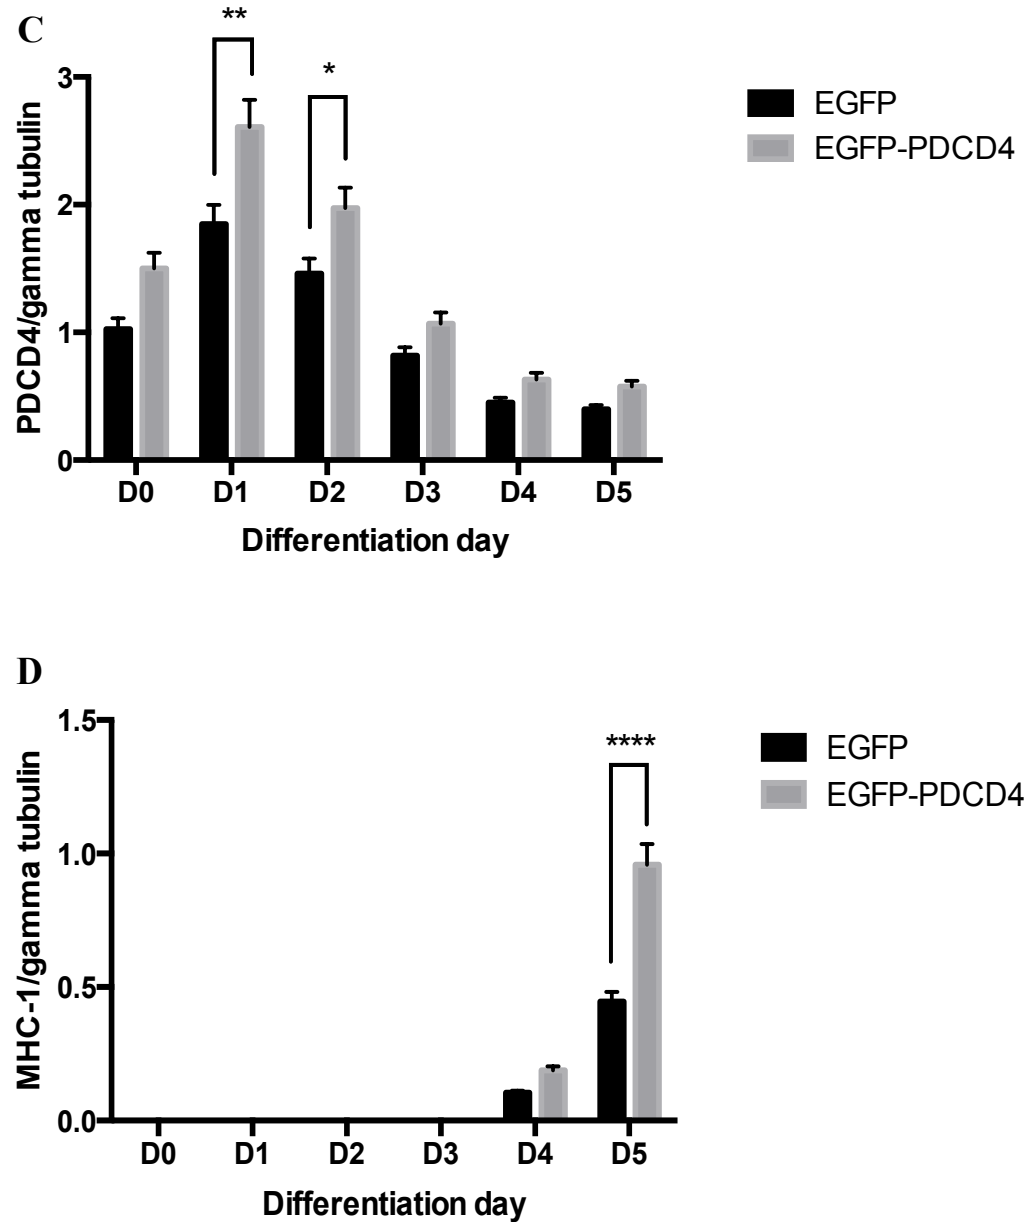 C
**
*
3
2
1
0
PDCD4/gamma tubulin
D0 D1 D2 D3 D4 D5
Differentiation day
EGFP
EGFP-PDCD4
D
****
1.5
1.0
0.5
0.0
MHC-1/gamma tubulin
D0 D1 D2 D3 D4 D5
Differentiation day
EGFP
EGFP-PDCD4